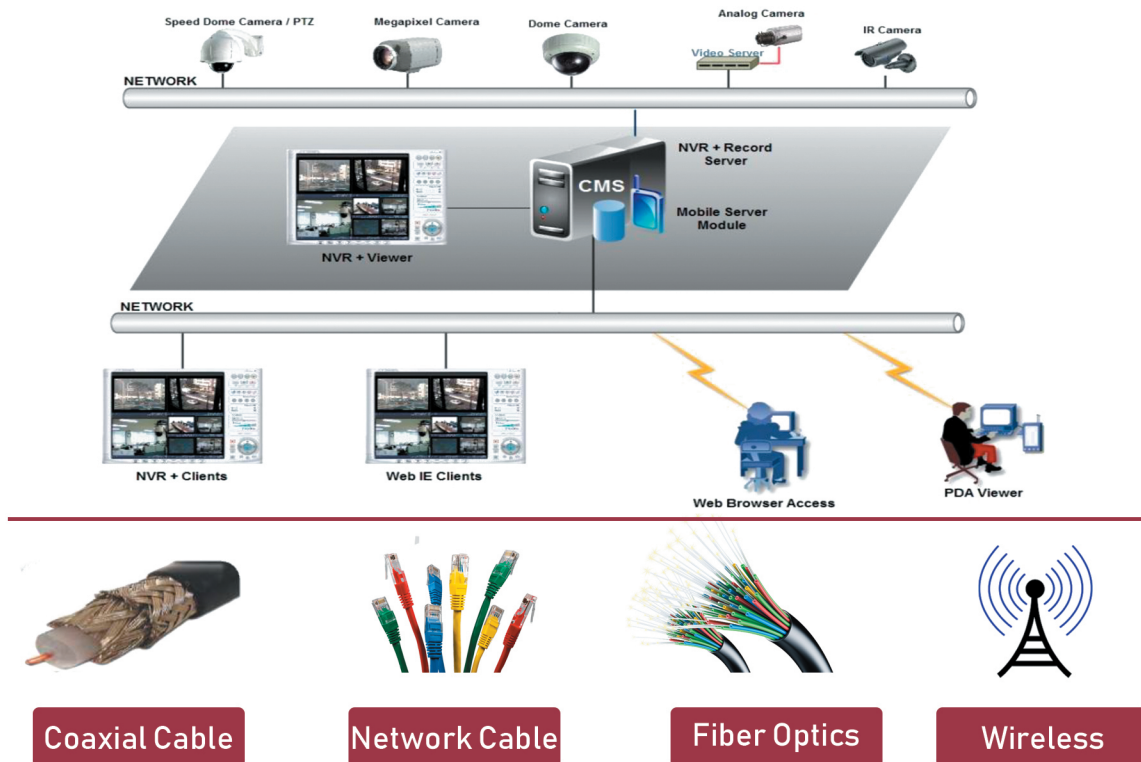 Speed Dome Camera / PTZ
Megapixel Camera
Dome Camera
Analog Camera
Video Server
IR Camera
NETWORK
NVR + Record
Server
CMS
Mobile Server
Module
NVR + Viewer
NETWORK
NVR + Clients
Web IE Clients
Web Browser Access
PDA Viewer
Coaxial Cable
Network Cable
Fiber Optics
Wireless